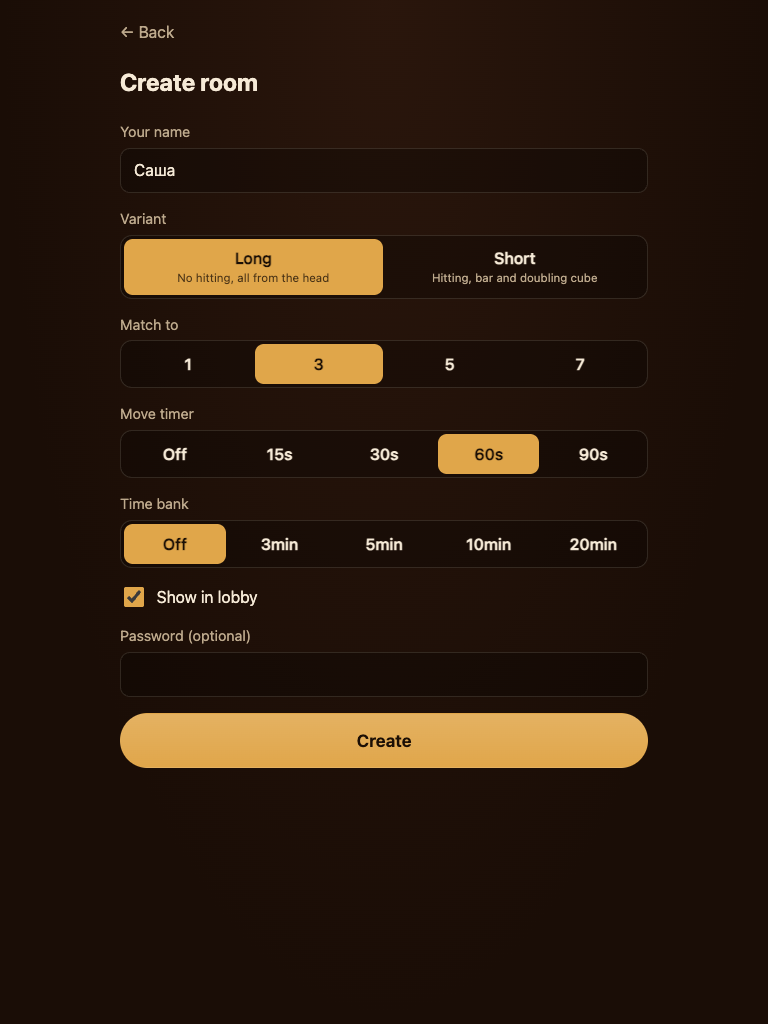 ← Back
Create room
Your name
Саша
Variant
Long
No hitting, all from the head
Short
Hitting, bar and doubling cube
Match to
1 3 5 7
Move timer
Off 15s 30s 60s 90s
Time bank
Off 3min 5min 10min 20min
Show in lobby
Password (optional)
Create